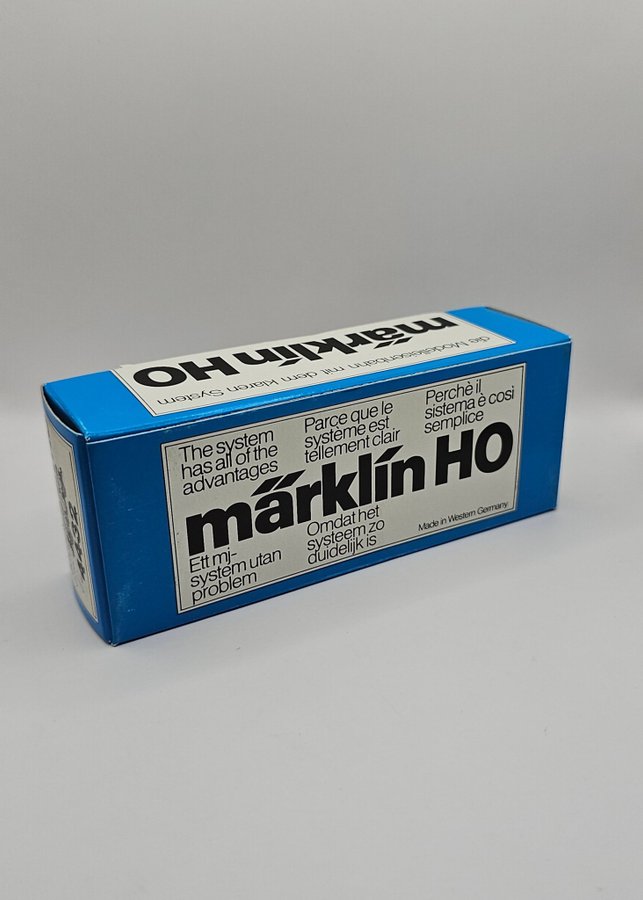 märklin HO
die Modelleisenbahn mit dem klaren System
The system
has all of the
advantages
Parce que le
système est
tellement clair
Perchè il
sistema è così
semplice
märklin HO
Ett mj-
system utan
problem
Omdat het
systeem zo
duidelijk is
Made in Western Germany
4432